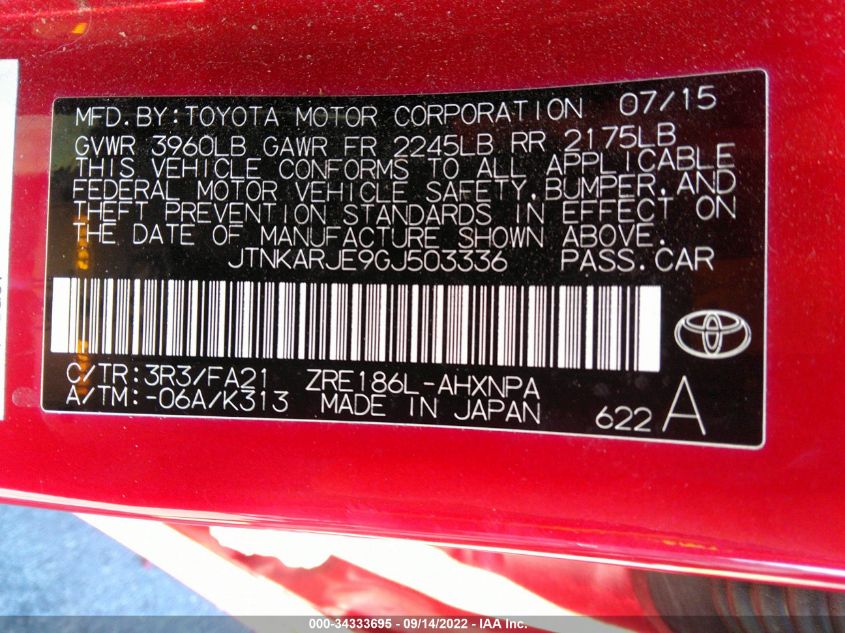 MFD.BY:TOYOTA MOTOR CORPORATION 07/15
GVWR 3960LB GAWR FR 2245LB RR 2175LB
THIS VEHICLE CONFORMS TO ALL APPLICABLE
FEDERAL MOTOR VEHICLE SAFETY,BUMPER,AND
THEFT PREVENTION STANDARDS IN EFFECT ON
THE DATE OF MANUFACTURE SHOWN ABOVE.
JTNKARJE9GJ503336 PASS.CAR
C/TR:3R3/FA21 ZRE186L-AHXNPA
A/TM:-06A/K313 MADE IN JAPAN
622 A
000-34333695 - 09/14/2022 - IAA Inc.